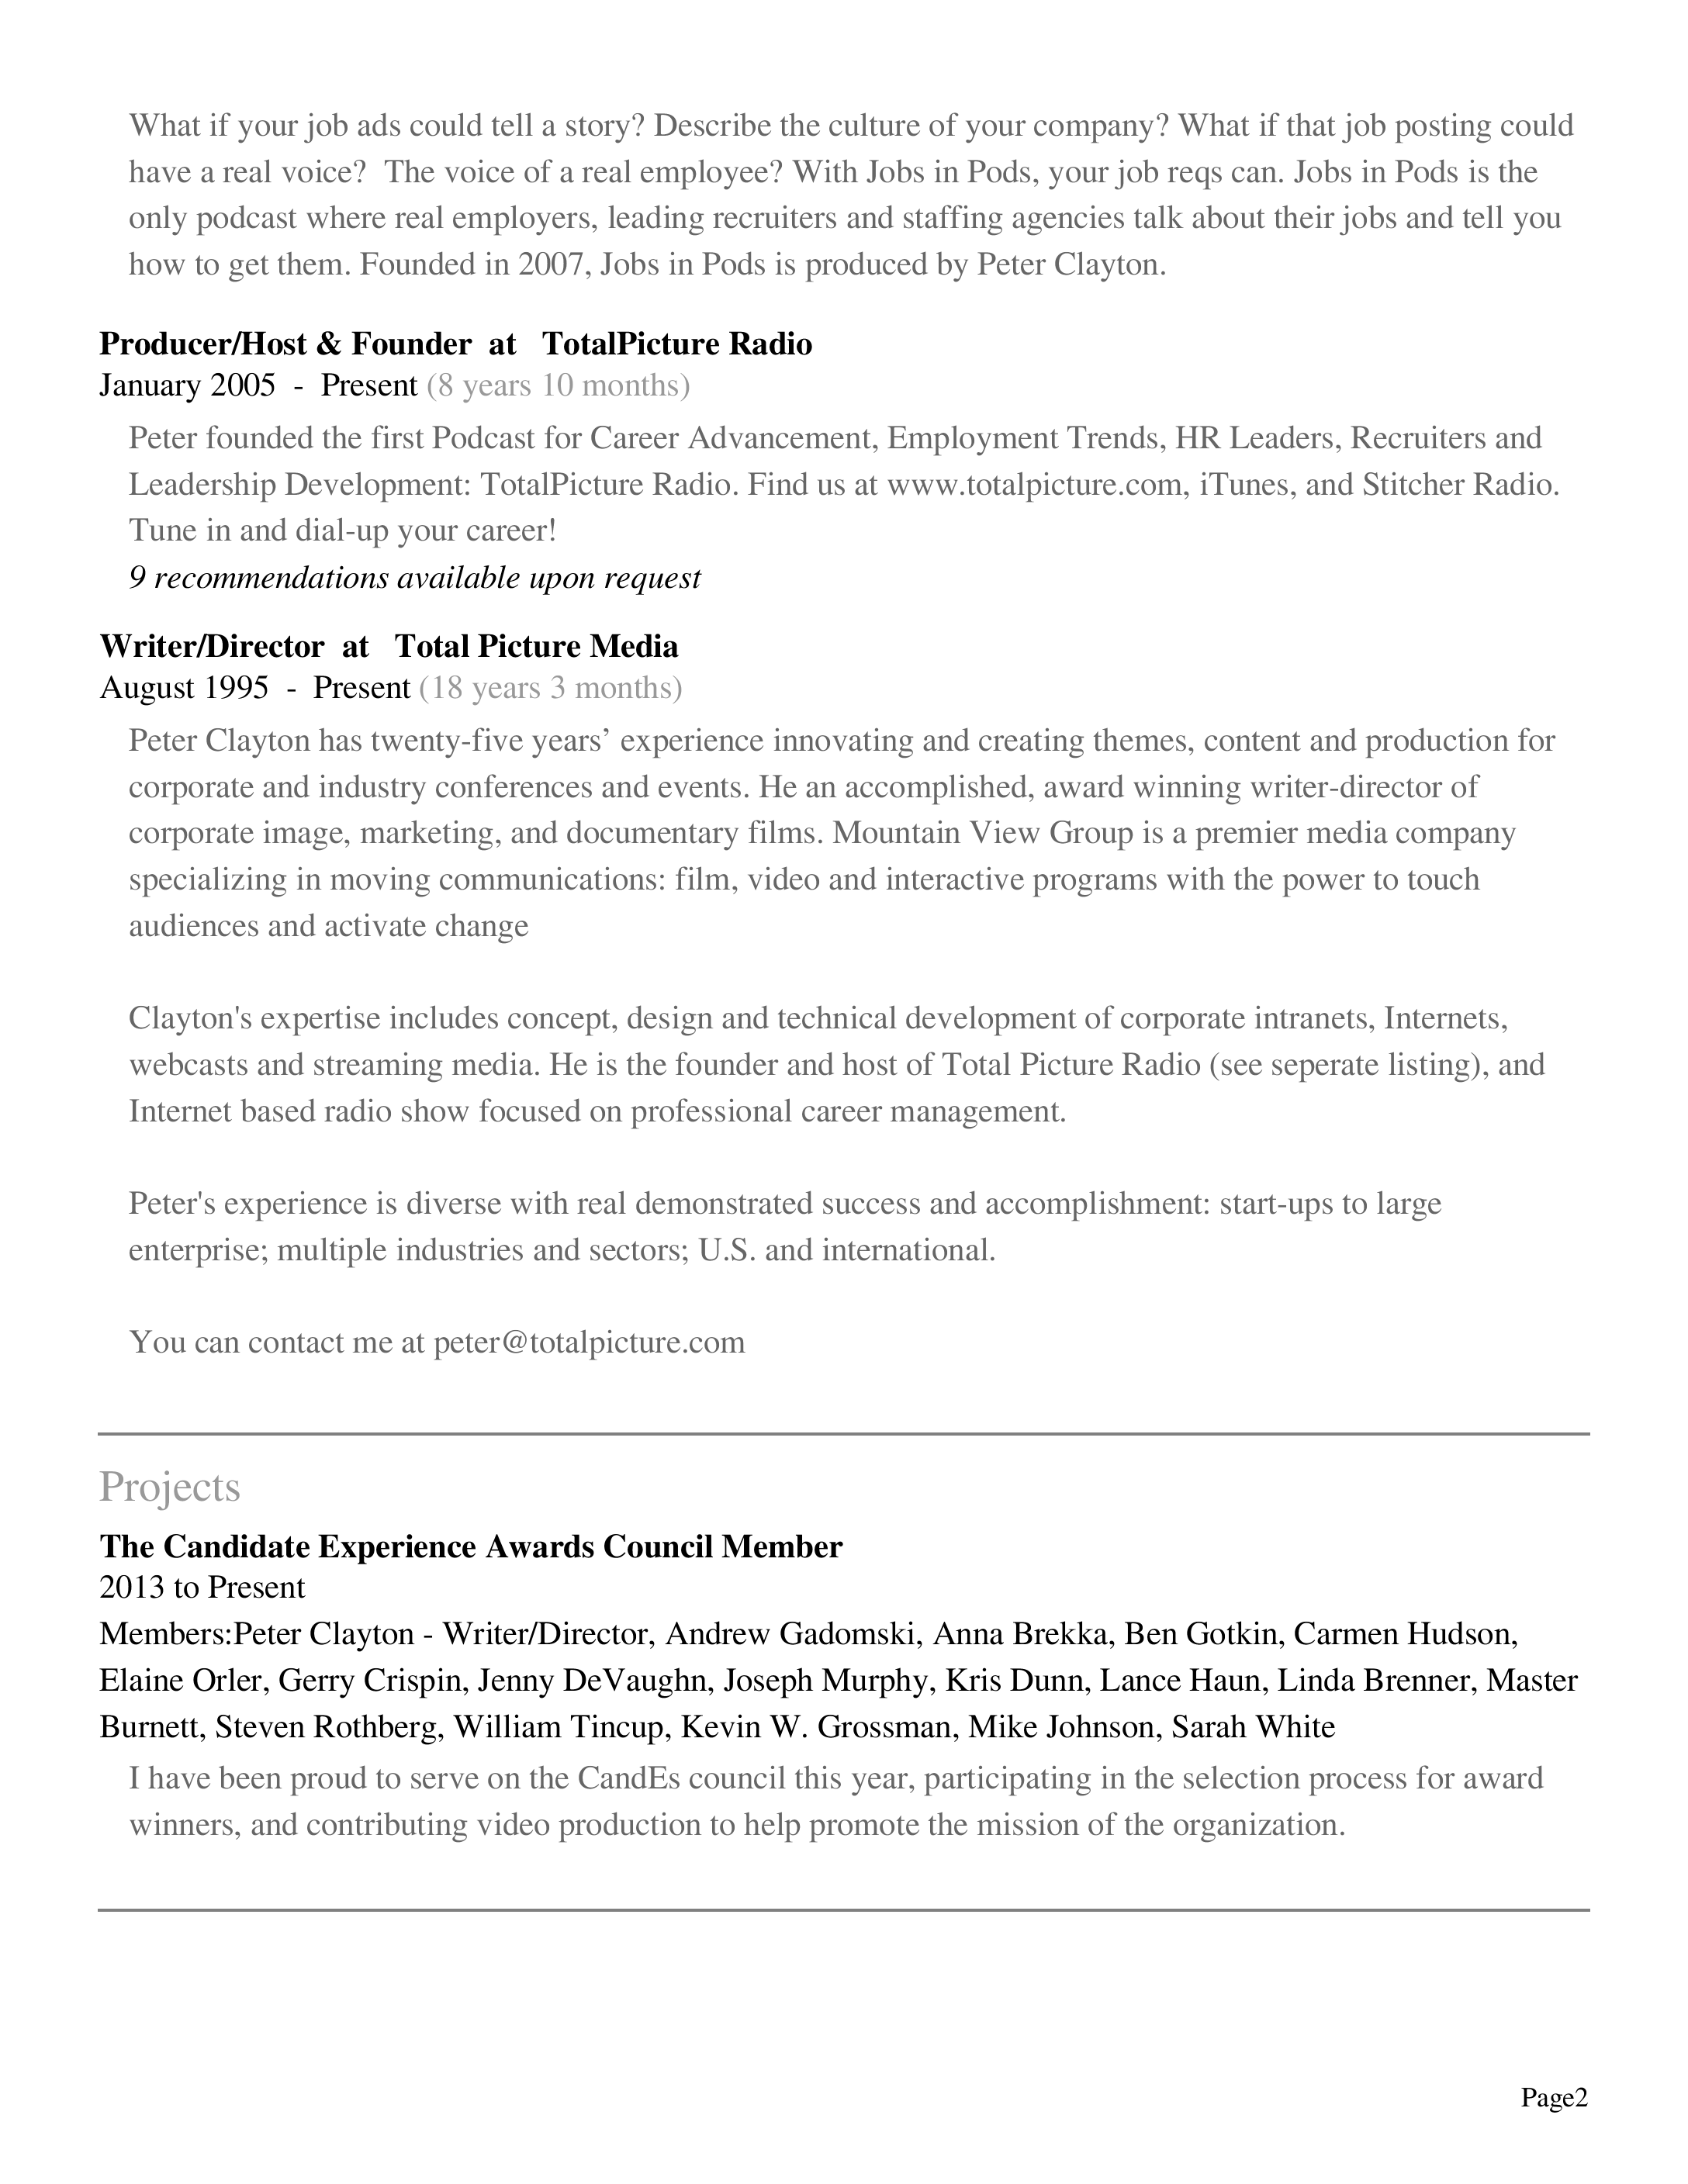 What if your job ads could tell a story? Describe the culture of your company? What if that job posting could
have a real voice?  The voice of a real employee? With Jobs in Pods, your job reqs can. Jobs in Pods is the
only podcast where real employers, leading recruiters and staffing agencies talk about their jobs and tell you
how to get them. Founded in 2007, Jobs in Pods is produced by Peter Clayton.
Producer/Host & Founder  at   TotalPicture Radio
January 2005  -  Present (8 years 10 months)
Peter founded the first Podcast for Career Advancement, Employment Trends, HR Leaders, Recruiters and
Leadership Development: TotalPicture Radio. Find us at www.totalpicture.com, iTunes, and Stitcher Radio.
Tune in and dial-up your career!
9 recommendations available upon request
Writer/Director  at   Total Picture Media
August 1995  -  Present (18 years 3 months)
Peter Clayton has twenty-five years’ experience innovating and creating themes, content and production for
corporate and industry conferences and events. He an accomplished, award winning writer-director of
corporate image, marketing, and documentary films. Mountain View Group is a premier media company
specializing in moving communications: film, video and interactive programs with the power to touch
audiences and activate change
Clayton's expertise includes concept, design and technical development of corporate intranets, Internets,
webcasts and streaming media. He is the founder and host of Total Picture Radio (see seperate listing), and
Internet based radio show focused on professional career management.
Peter's experience is diverse with real demonstrated success and accomplishment: start-ups to large
enterprise; multiple industries and sectors; U.S. and international.
You can contact me at peter@totalpicture.com
Projects
The Candidate Experience Awards Council Member
2013 to Present
Members:Peter Clayton - Writer/Director, Andrew Gadomski, Anna Brekka, Ben Gotkin, Carmen Hudson,
Elaine Orler, Gerry Crispin, Jenny DeVaughn, Joseph Murphy, Kris Dunn, Lance Haun, Linda Brenner, Master
Burnett, Steven Rothberg, William Tincup, Kevin W. Grossman, Mike Johnson, Sarah White
I have been proud to serve on the CandEs council this year, participating in the selection process for award
winners, and contributing video production to help promote the mission of the organization.
Page2